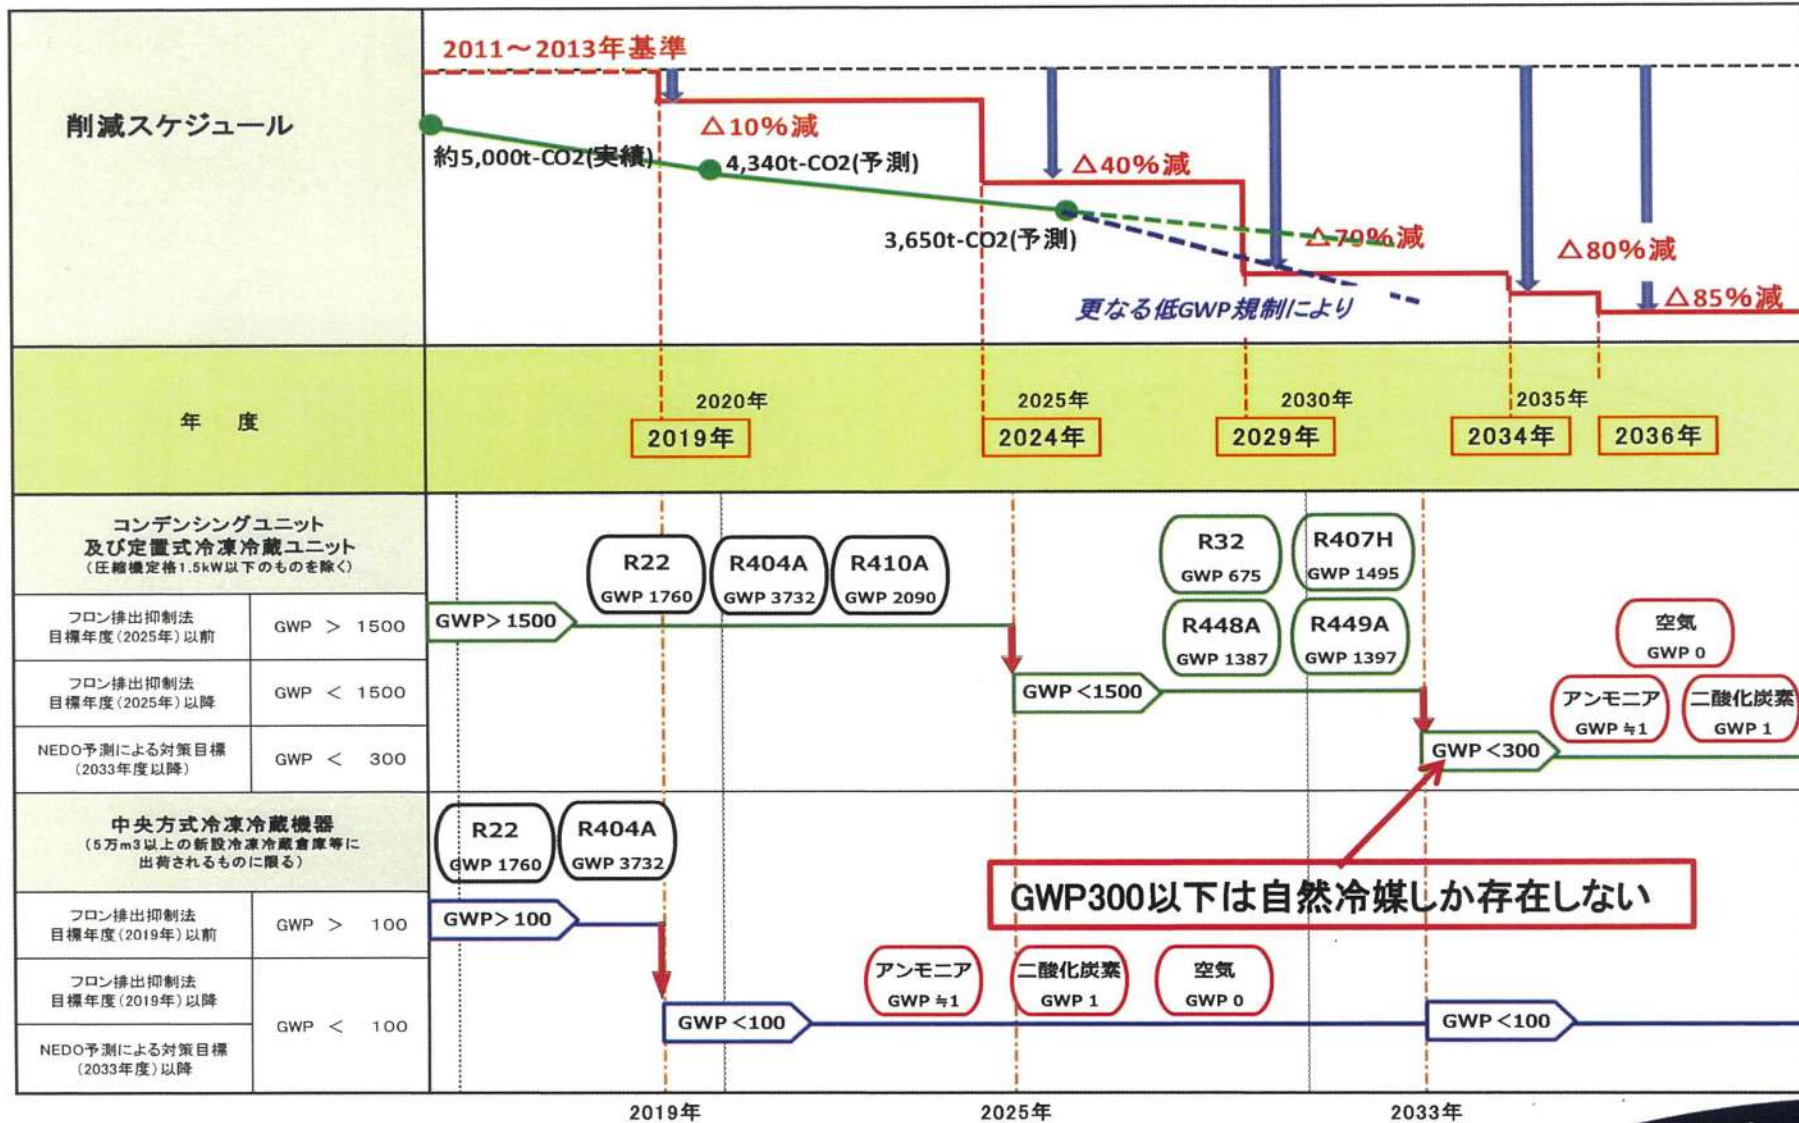 2011～2013年基準
削減スケジュール
△10%減
約5,000t-CO2(実績)
4,340t-CO2(予測)
△40%減
3,650t-CO2(予測)
△70%減
△80%減
△85%減
更なる低GWP規制により
年 度
2020年
2025年
2030年
2035年
2019年
2024年
2029年
2034年
2036年
コンデンシングユニット
及び定置式冷凍冷蔵ユニット
(圧縮機定格1.5kW以下のものを除く)
R22
GWP 1760
R404A
GWP 3732
R410A
GWP 2090
R32
GWP 675
R407H
GWP 1495
R448A
GWP 1387
R449A
GWP 1397
フロン排出抑制法
目標年度(2025年)以前
GWP > 1500
GWP> 1500
空気
GWP 0
フロン排出抑制法
目標年度(2025年)以降
GWP < 1500
GWP <1500
アンモニア
GWP ≒1
二酸化炭素
GWP 1
NEDO予測による対策目標
(2033年度以降)
GWP < 300
GWP <300
中央方式冷凍冷蔵機器
(5万m3以上の新設冷凍冷蔵倉庫等に
出荷されるものに限る)
R22
GWP 1760
R404A
GWP 3732
GWP300以下は自然冷媒しか存在しない
フロン排出抑制法
目標年度(2019年)以前
GWP > 100
GWP> 100
フロン排出抑制法
目標年度(2019年)以降
GWP < 100
アンモニア
GWP ≒1
二酸化炭素
GWP 1
空気
GWP 0
GWP <100
GWP <100
NEDO予測による対策目標
(2033年度)以降
2019年
2025年
2033年